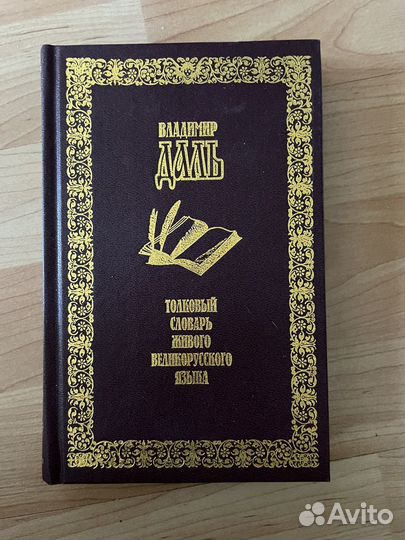 ВЛАДИМИР
ДАЛЬ
ТОЛКОВЫЙ
СЛОВАРЬ
ЖИВОГО
ВЕЛИКОРУССКОГО
ЯЗЫКА
Avito